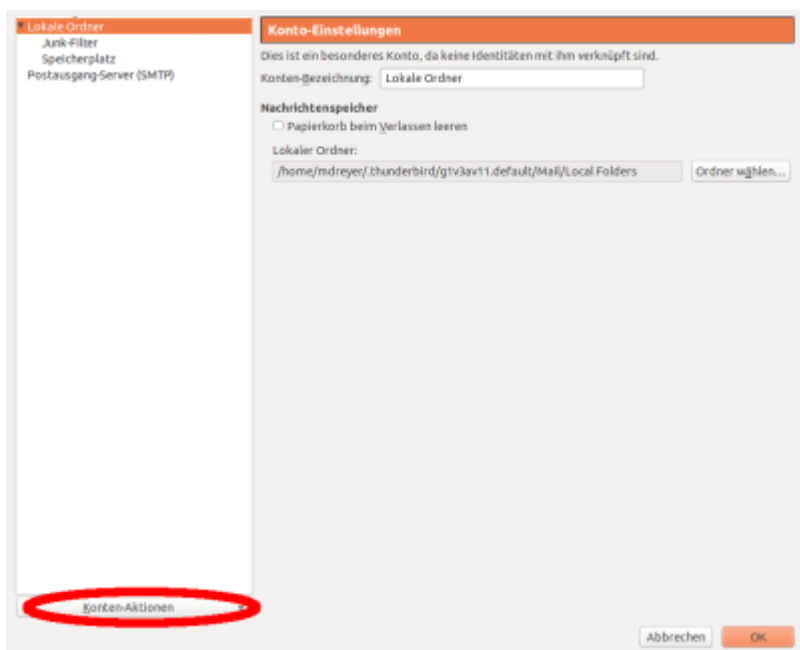 Lokale Ordner
Junk-Filter
Speicherplatz
Postausgang-Server (SMTP)
Konten-Aktionen
Konto-Einstellungen
Dies ist ein besonderes Konto, da keine Identitäten mit ihm verknüpft sind.
Konten-Bezeichnung: Lokale Ordner
Nachrichtenspeicher
Papierkorb beim Verlassen leeren
Lokaler Ordner:
/home/mdreyer/.thunderbird/g1v3av11.default/Mail/Local Folders Ordner wählen...
Abbrechen OK